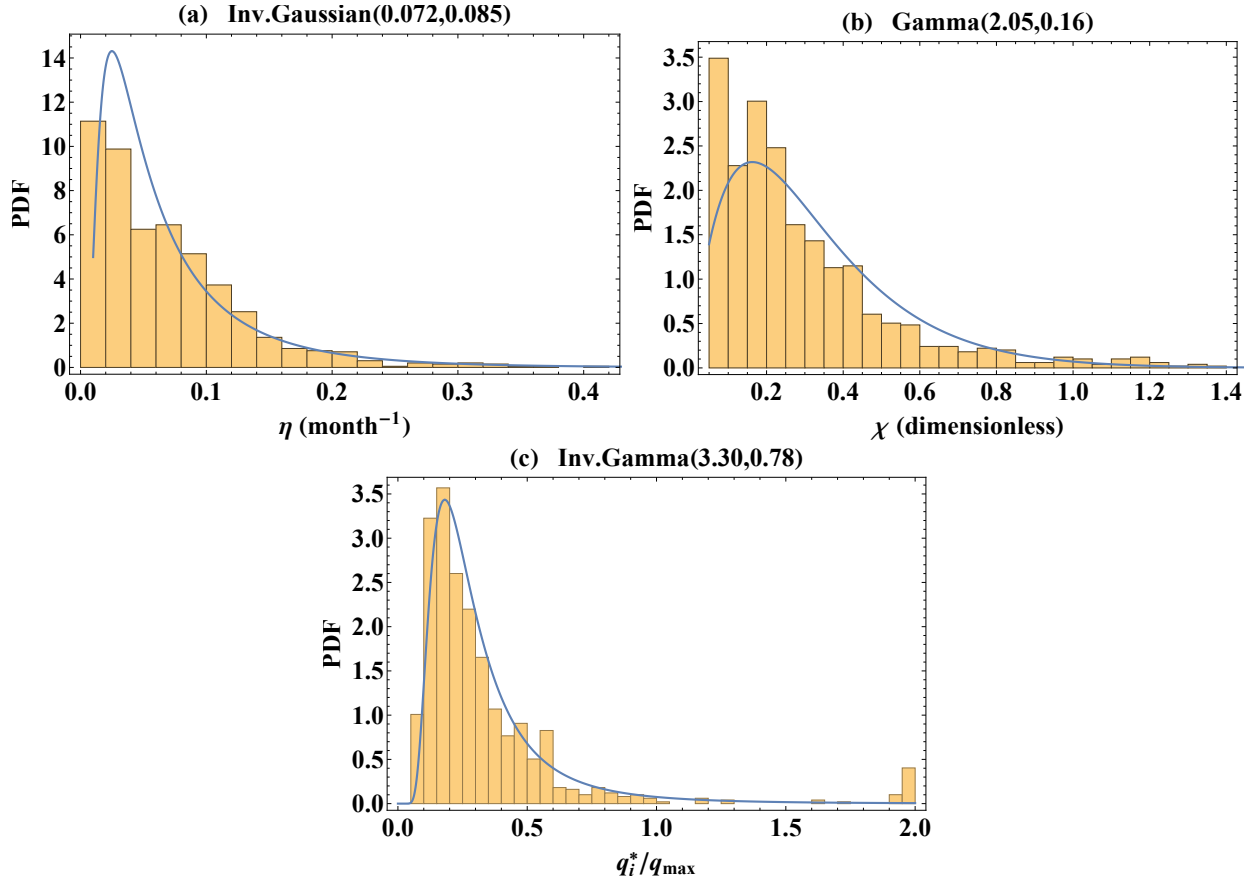 (a) Inv.Gaussian(0.072,0.085)
14
12
10
8
6
4
2
0
PDF
0.0 0.1 0.2 0.3 0.4
η (month⁻¹)
(b) Gamma(2.05,0.16)
3.5
3.0
2.5
2.0
1.5
1.0
0.5
0.0
PDF
0.2 0.4 0.6 0.8 1.0 1.2 1.4
χ (dimensionless)
(c) Inv.Gamma(3.30,0.78)
3.5
3.0
2.5
2.0
1.5
1.0
0.5
0.0
PDF
0.0 0.5 1.0 1.5 2.0
q_i^*/q_max